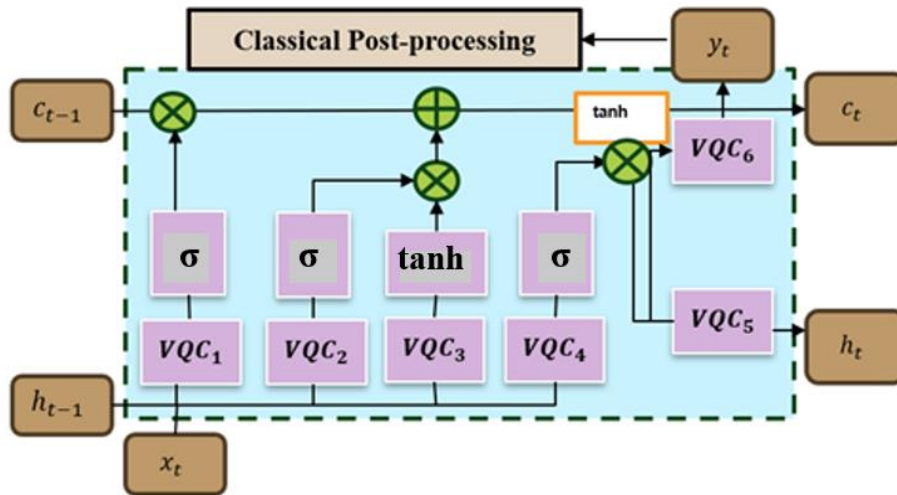 Classical Post-processing
y_t
c_{t-1}
tanh
c_t
VQC_6
σ
σ
tanh
σ
VQC_1
VQC_2
VQC_3
VQC_4
VQC_5
h_t
h_{t-1}
x_t